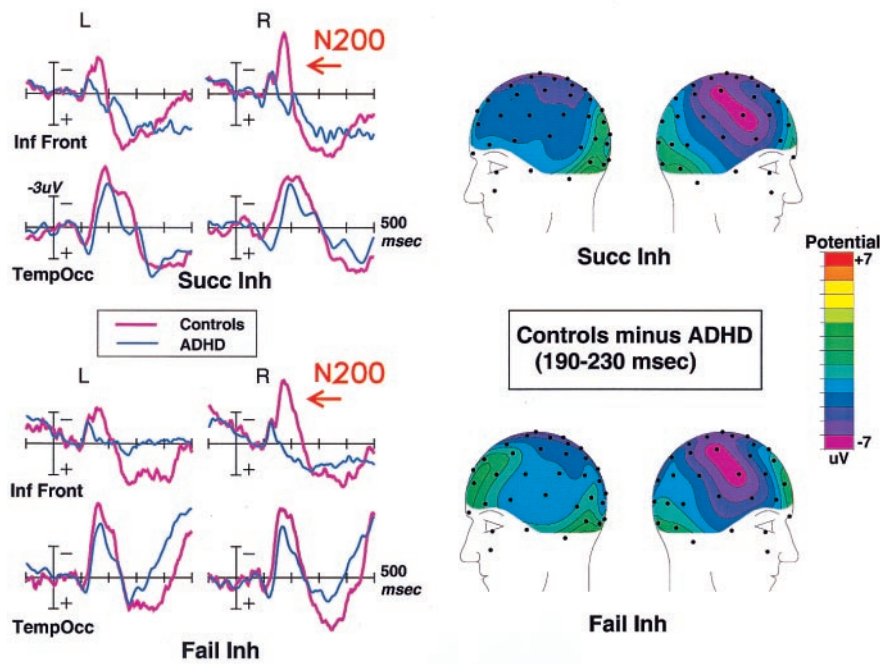 L R
N200
−
+
−
+
Inf Front
-3uV
−
+
−
+
500
msec
TempOcc
Succ Inh
Controls
ADHD
L R
N200
−
+
−
+
Inf Front
−
+
−
+
500
msec
TempOcc
Fail Inh
Succ Inh
Potential
+7
-7
uV
Controls minus ADHD
(190-230 msec)
Fail Inh